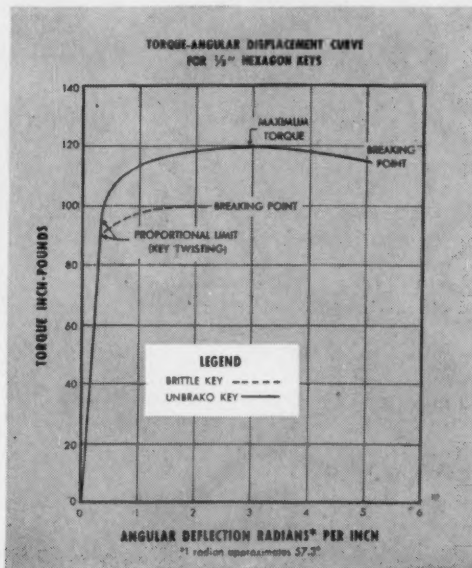 TORQUE-ANGULAR DISPLACEMENT CURVE
FOR 1/8" HEXAGON KEYS
140
120
100
80
60
40
20
0
TORQUE INCH-POUNDS
MAXIMUM
TORQUE
BREAKING
POINT
BREAKING POINT
PROPORTIONAL LIMIT
(KEY TWISTING)
LEGEND
BRITTLE KEY
UNBRAKO KEY
0 1 2 3 4 5 6
ANGULAR DEFLECTION RADIANS* PER INCH
*1 radian approximates 57.3°